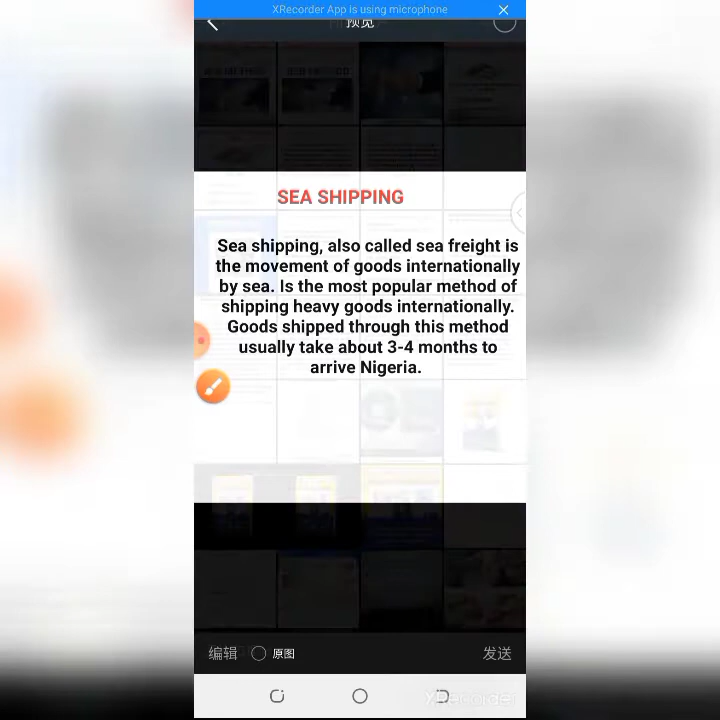 XRecorder App Is using microphone
预览
SEA SHIPPING
Sea shipping, also called sea freight is
the movement of goods internationally
by sea. Is the most popular method of
shipping heavy goods internationally.
Goods shipped through this method
usually take about 3-4 months to
arrive Nigeria.
编辑
原图
发送
XRecorder